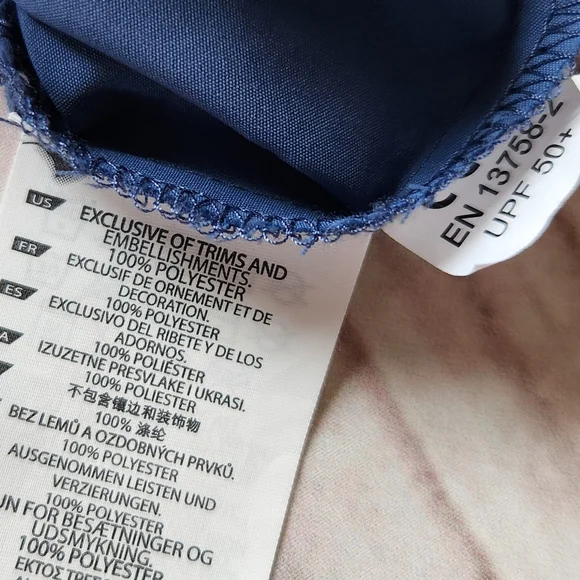 US
EXCLUSIVE OF TRIMS AND
EMBELLISHMENTS.
100% POLYESTER
FR
EXCLUSIF DE ORNEMENT ET DE
DECORATION.
100% POLYESTER
ES
EXCLUSIVO DEL RIBETE Y DE LOS
ADORNOS.
100% POLIÉSTER
IZUZETNE PRESVLAKE I UKRASI.
100% POLIESTER
不包含镶边和装饰物
100% 涤纶
BEZ LEMŮ A OZDOBNÝCH PRVKŮ.
100% POLYESTER
AUSGENOMMEN LEISTEN UND
VERZIERUNGEN.
100% POLYESTER
FOR BESÆTNINGER OG
UDSMYKNING.
100% POLYESTER
ΕΚΤΟΣ
EN 13758-2
UPF 50+